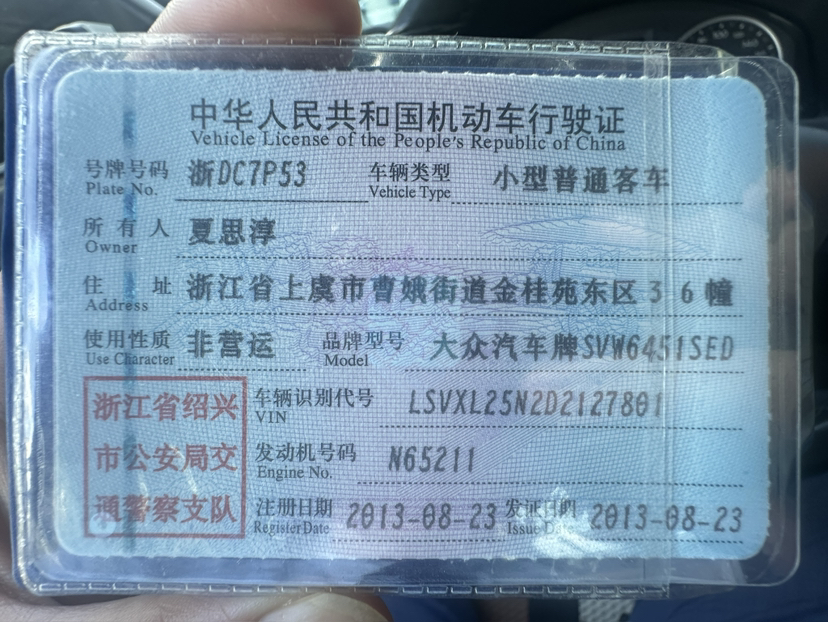 中华人民共和国机动车行驶证
Vehicle License of the People's Republic of China
号牌号码 浙DC7P53 车辆类型 小型普通客车
Plate No. Vehicle Type
所有人 夏思淳
Owner
住址 浙江省上虞市曹娥街道金桂苑东区36幢
Address
使用性质 非营运 品牌型号 大众汽车牌SVW6451SED
Use Character Model
浙江省绍兴 车辆识别代号 LSVXL25N2D2127801
VIN
市公安局交 发动机号码 N65211
Engine No.
通警察支队 注册日期 2013-08-23 发证日期 2013-08-23
Register Date Issue Date